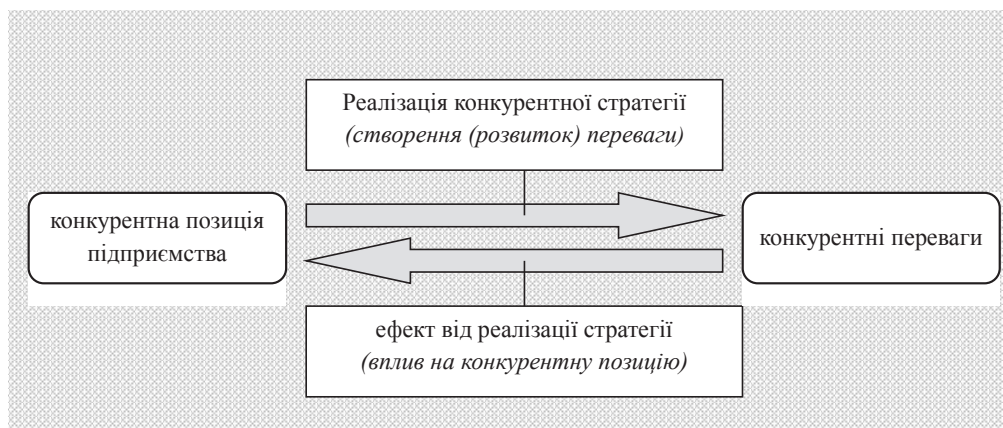 Реалізація конкурентної стратегії
(створення (розвиток) переваги)
конкурентна позиція
підприємства
конкурентні переваги
ефект від реалізації стратегії
(вплив на конкурентну позицію)